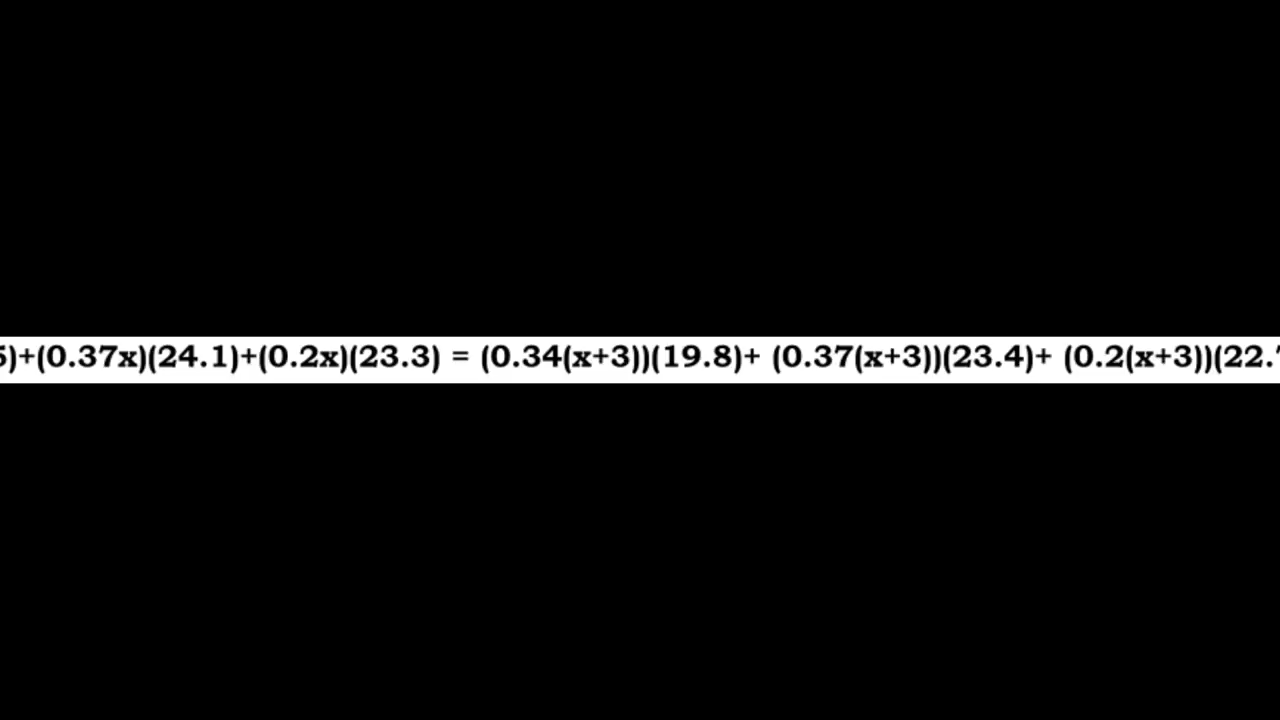 )+(0.37x)(24.1)+(0.2x)(23.3) = (0.34(x+3))(19.8)+ (0.37(x+3))(23.4)+ (0.2(x+3))(22.